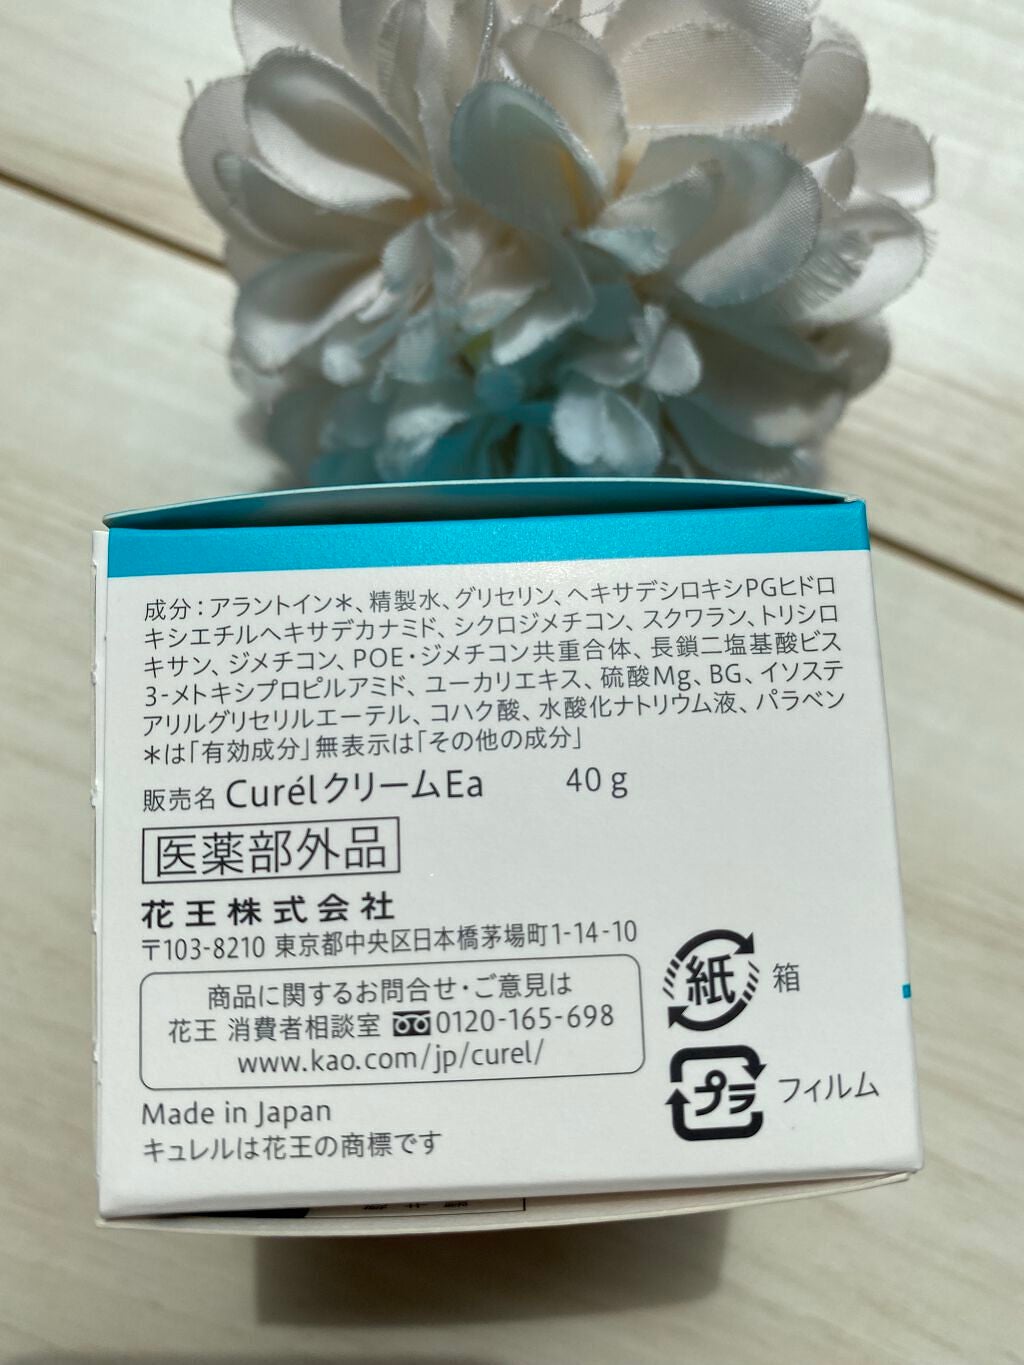 成分：アラントイン＊、精製水、グリセリン、ヘキサデシロキシPGヒドロ
キシエチルヘキサデカナミド、シクロジメチコン、スクワラン、トリシロ
キサン、ジメチコン、POE・ジメチコン共重合体、長鎖二塩基酸ビス
3-メトキシプロピルアミド、ユーカリエキス、硫酸Mg、BG、イソステ
アリルグリセリルエーテル、コハク酸、水酸化ナトリウム液、パラベン
＊は「有効成分」無表示は「その他の成分」
販売名 CurélクリームEa 40g
医薬部外品
花王株式会社
〒103-8210 東京都中央区日本橋茅場町1-14-10
商品に関するお問合せ・ご意見は
花王 消費者相談室 0120-165-698
www.kao.com/jp/curel/
紙 箱
プラ フィルム
Made in Japan
キュレルは花王の商標です